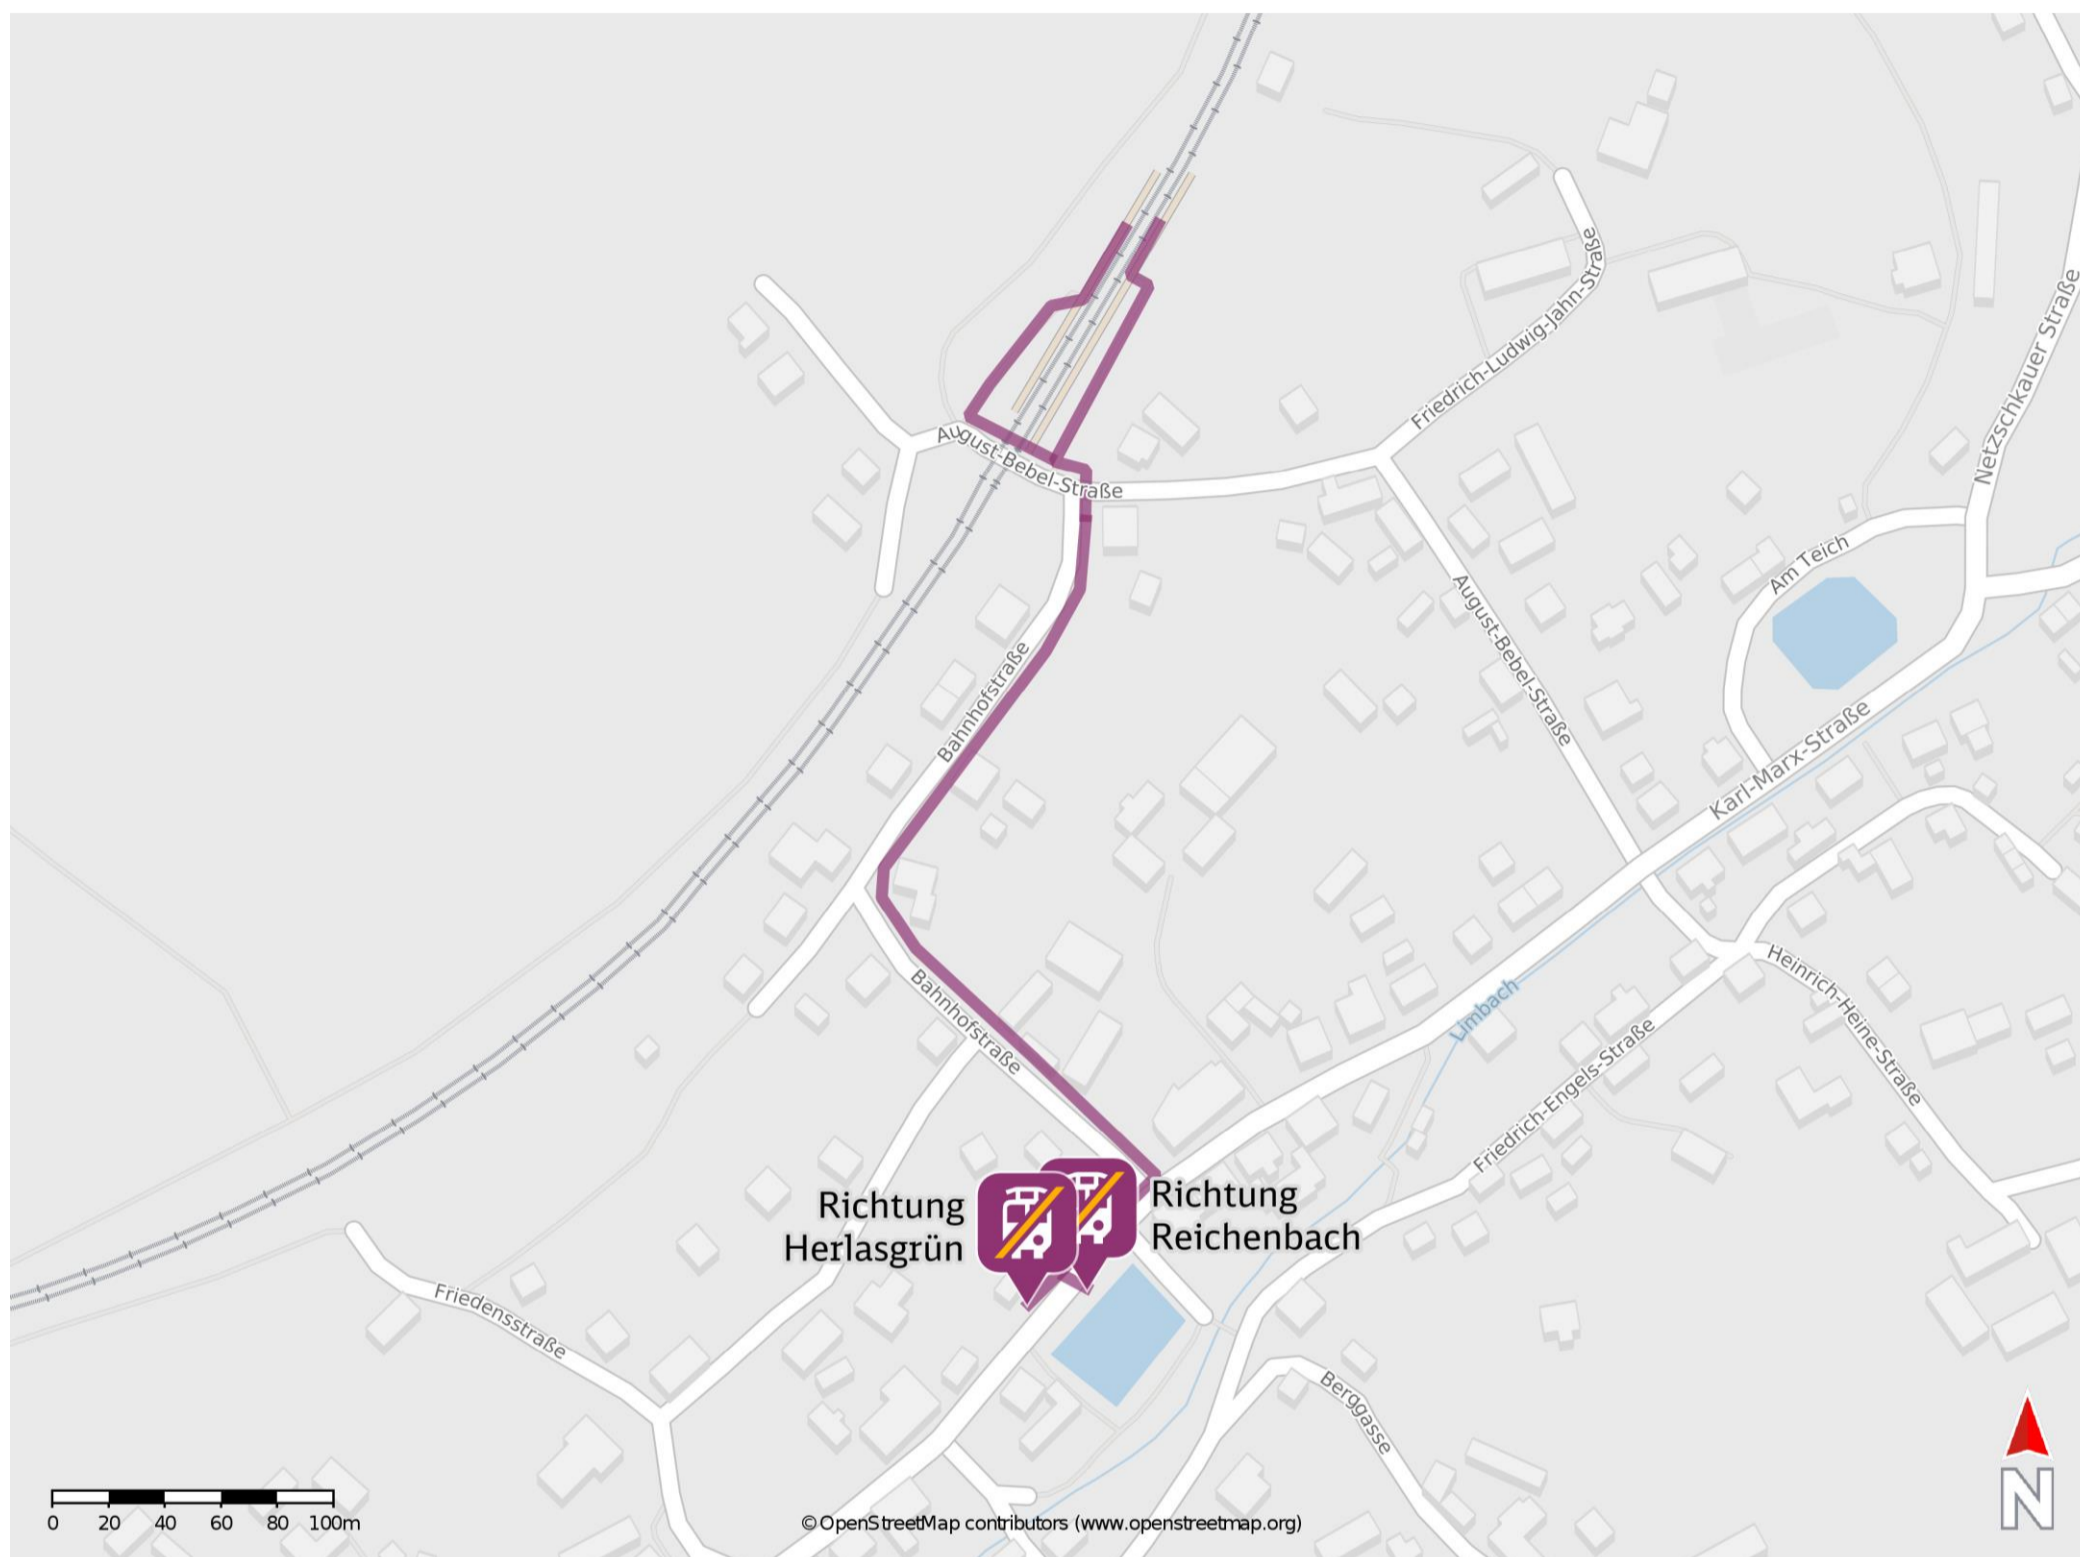 Friedrich-Ludwig-Jahn-Straße
Netzschkauer Straße
August-Bebel-Straße
Am Teich
August-Bebel-Straße
Bahnhofstraße
Karl-Marx-Straße
Heinrich-Heine-Straße
Limbach
Bahnhofstraße
Friedrich-Engels-Straße
Richtung
Herlasgrün
Richtung
Reichenbach
Friedensstraße
Berggasse
0 20 40 60 80 100m
© OpenStreetMap contributors (www.openstreetmap.org)
N